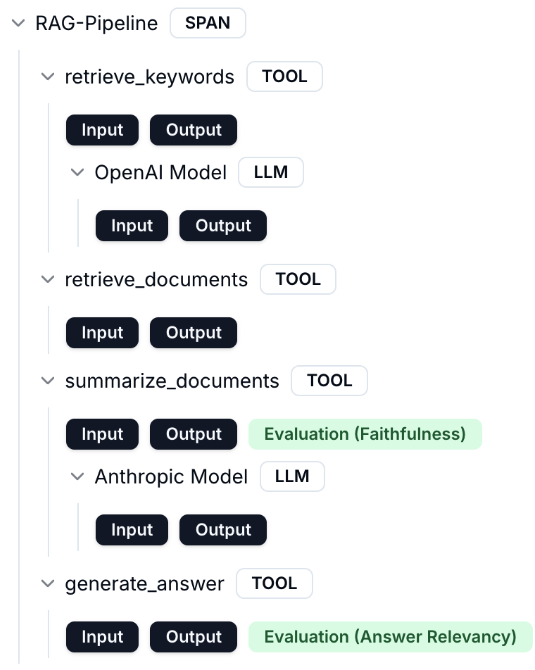 RAG-Pipeline SPAN
retrieve_keywords TOOL
Input Output
OpenAI Model LLM
Input Output
retrieve_documents TOOL
Input Output
summarize_documents TOOL
Input Output Evaluation (Faithfulness)
Anthropic Model LLM
Input Output
generate_answer TOOL
Input Output Evaluation (Answer Relevancy)